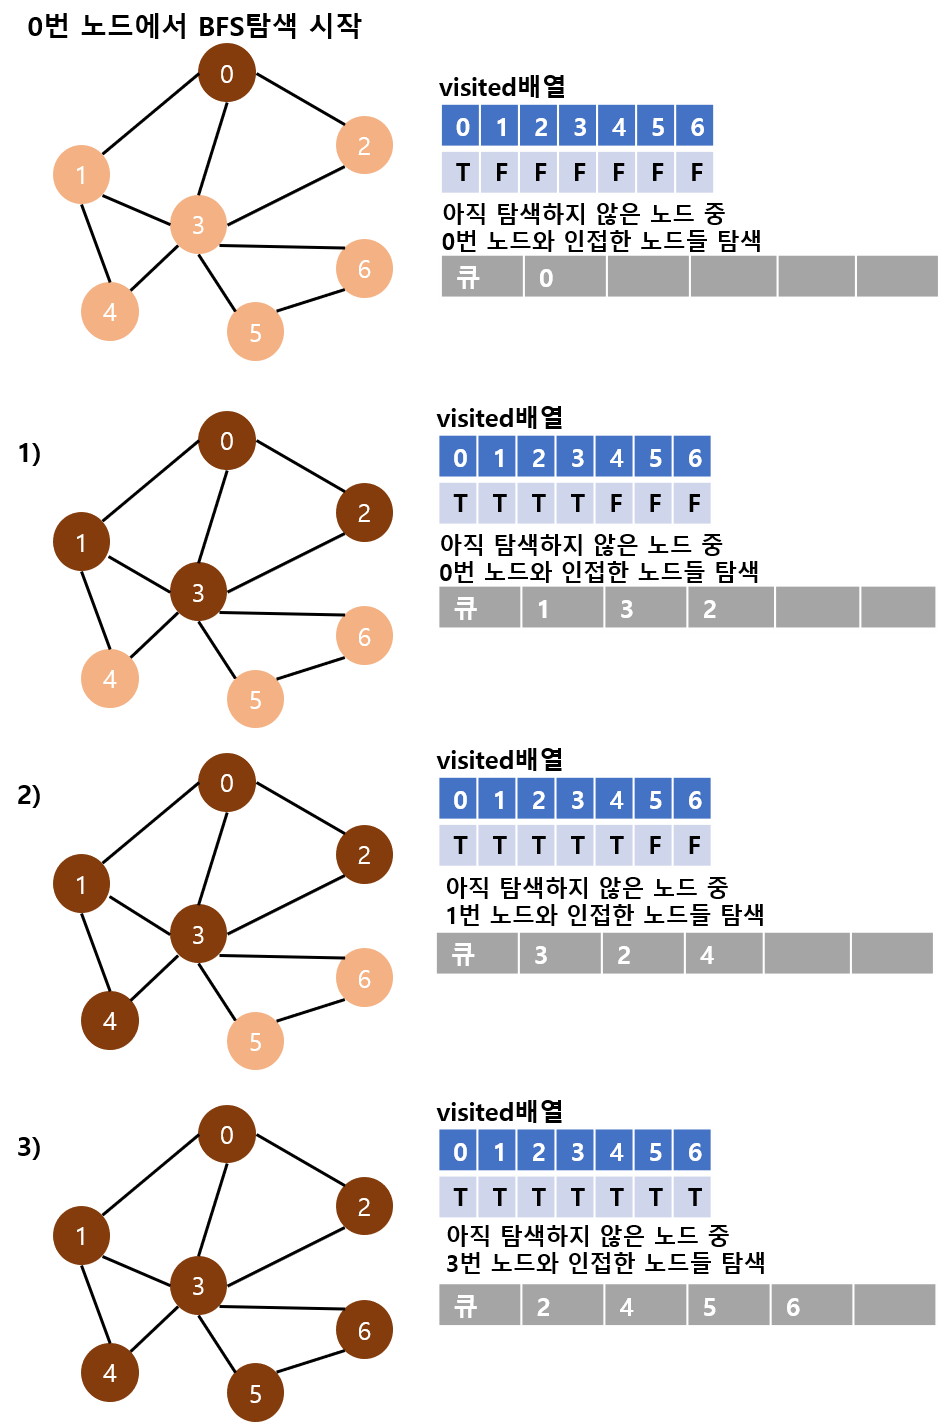 0번 노드에서 BFS탐색 시작
0
1
2
3
6
4
5
visited배열
0 1 2 3 4 5 6
T F F F F F F
아직 탐색하지 않은 노드 중
0번 노드와 인접한 노드들 탐색
큐 0
1)
0
1
2
3
6
4
5
visited배열
0 1 2 3 4 5 6
T T T T F F F
아직 탐색하지 않은 노드 중
0번 노드와 인접한 노드들 탐색
큐 1 3 2
2)
0
1
2
3
6
4
5
visited배열
0 1 2 3 4 5 6
T T T T T F F
아직 탐색하지 않은 노드 중
1번 노드와 인접한 노드들 탐색
큐 3 2 4
3)
0
1
2
3
6
4
5
visited배열
0 1 2 3 4 5 6
T T T T T T T
아직 탐색하지 않은 노드 중
3번 노드와 인접한 노드들 탐색
큐 2 4 5 6